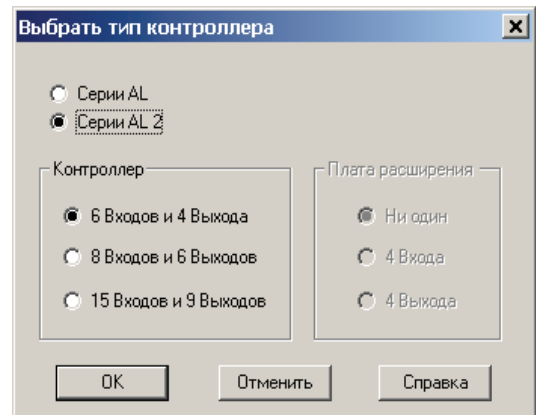 Выбрать тип контроллера
Серии AL
Серии AL 2
Контроллер
6 Входов и 4 Выхода
8 Входов и 6 Выходов
15 Входов и 9 Выходов
Плата расширения
Ни один
4 Входа
4 Выхода
OK
Отменить
Справка